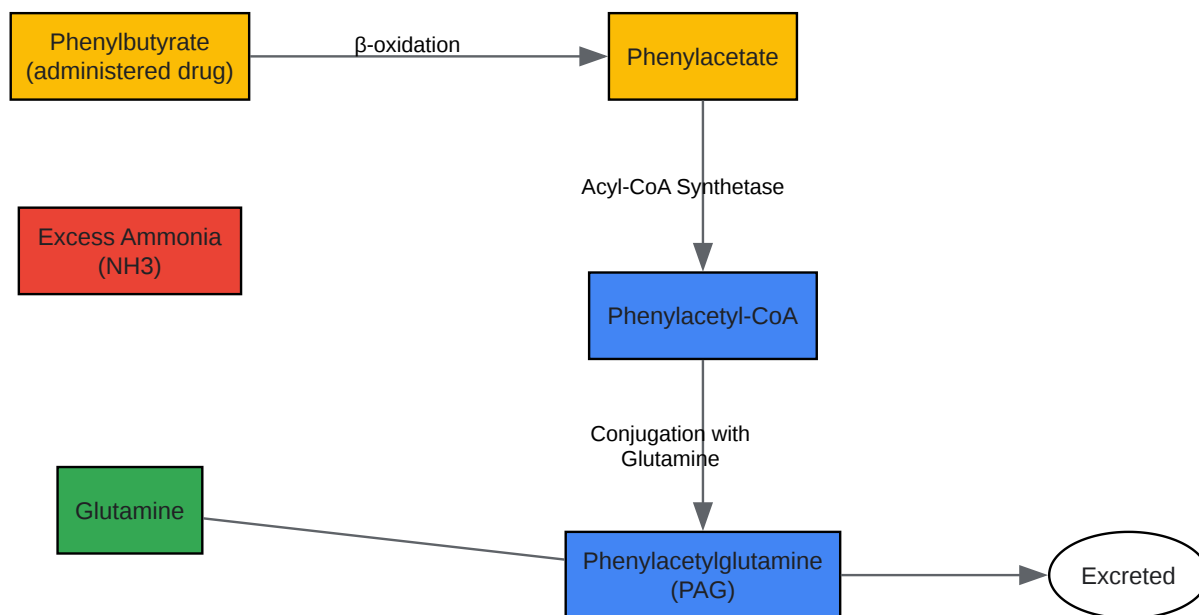 Phenylbutyrate
(administered drug)
β-oxidation
Phenylacetate
Acyl-CoA Synthetase
Excess Ammonia
(NH3)
Phenylacetyl-CoA
Conjugation with
Glutamine
Glutamine
Phenylacetylglutamine
(PAG)
Excreted